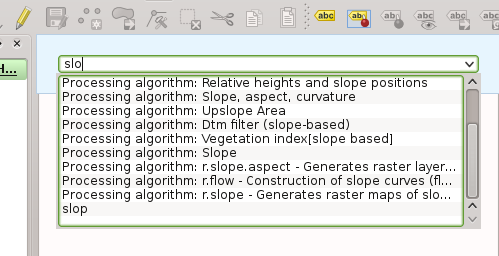 abc abc abc abc abc abc
H...
slo
Processing algorithm: Relative heights and slope positions
Processing algorithm: Slope, aspect, curvature
Processing algorithm: Upslope Area
Processing algorithm: Dtm filter (slope-based)
Processing algorithm: Vegetation index[slope based]
Processing algorithm: Slope
Processing algorithm: r.slope.aspect - Generates raster layer...
Processing algorithm: r.flow - Construction of slope curves (fl...
Processing algorithm: r.slope - Generates raster maps of slo...
slop